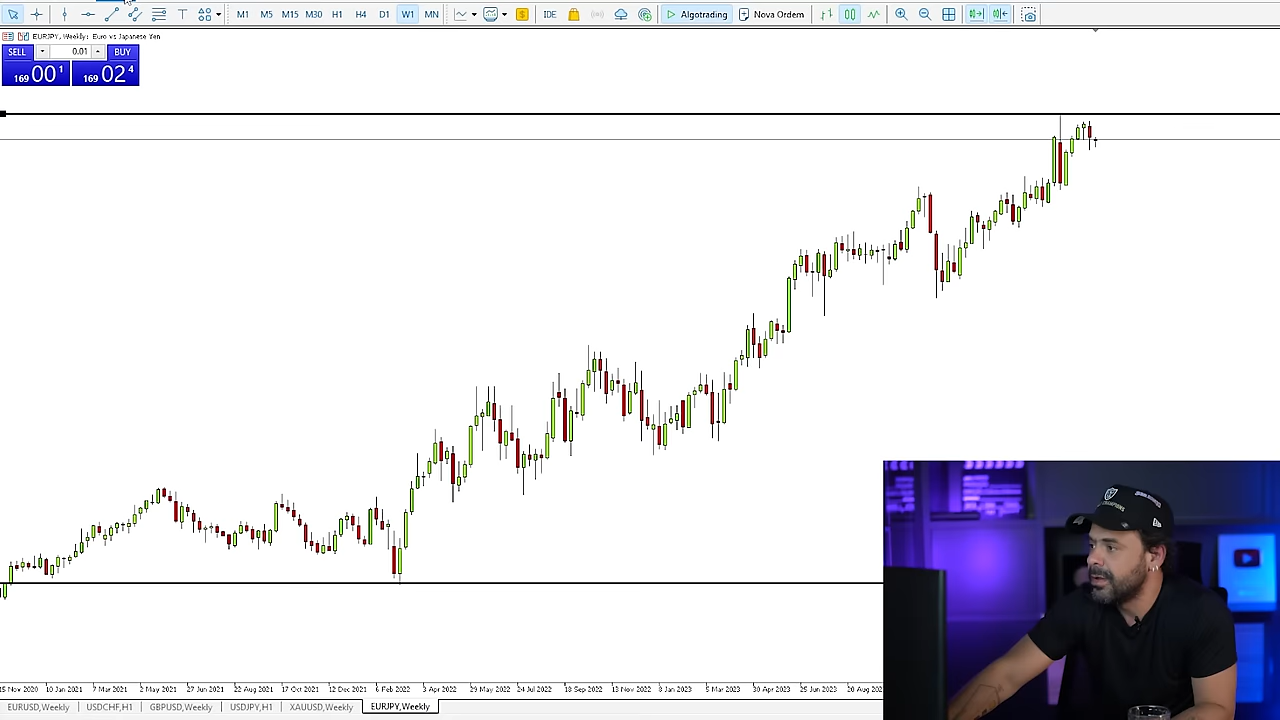 M1 M5 M15 M30 H1 H4 D1 W1 MN IDE Algotrading Nova Ordem
EURJPY, Weekly: Euro vs Japanese Yen
SELL 0.01 BUY
169 00 1 169 02 4
15 Nov 2020 10 Jan 2021 7 Mar 2021 2 May 2021 27 Jun 2021 22 Aug 2021 17 Oct 2021 12 Dec 2021 6 Feb 2022 3 Apr 2022 29 May 2022 24 Jul 2022 18 Sep 2022 13 Nov 2022 8 Jan 2023 5 Mar 2023 30 Apr 2023 25 Jun 2023 20 Aug 202
EURUSD,Weekly USDCHF,H1 GBPUSD,Weekly USDJPY,H1 XAUUSD,Weekly EURJPY,Weekly